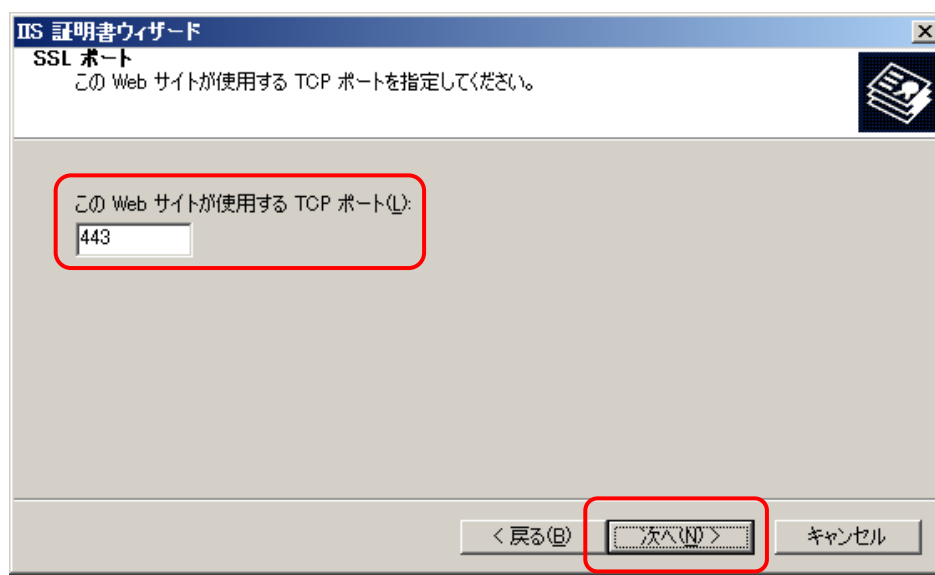 IIS 証明書ウィザード
SSL ポート
この Web サイトが使用する TCP ポートを指定してください。
この Web サイトが使用する TCP ポート(L):
443
< 戻る(B) 次へ(N) > キャンセル